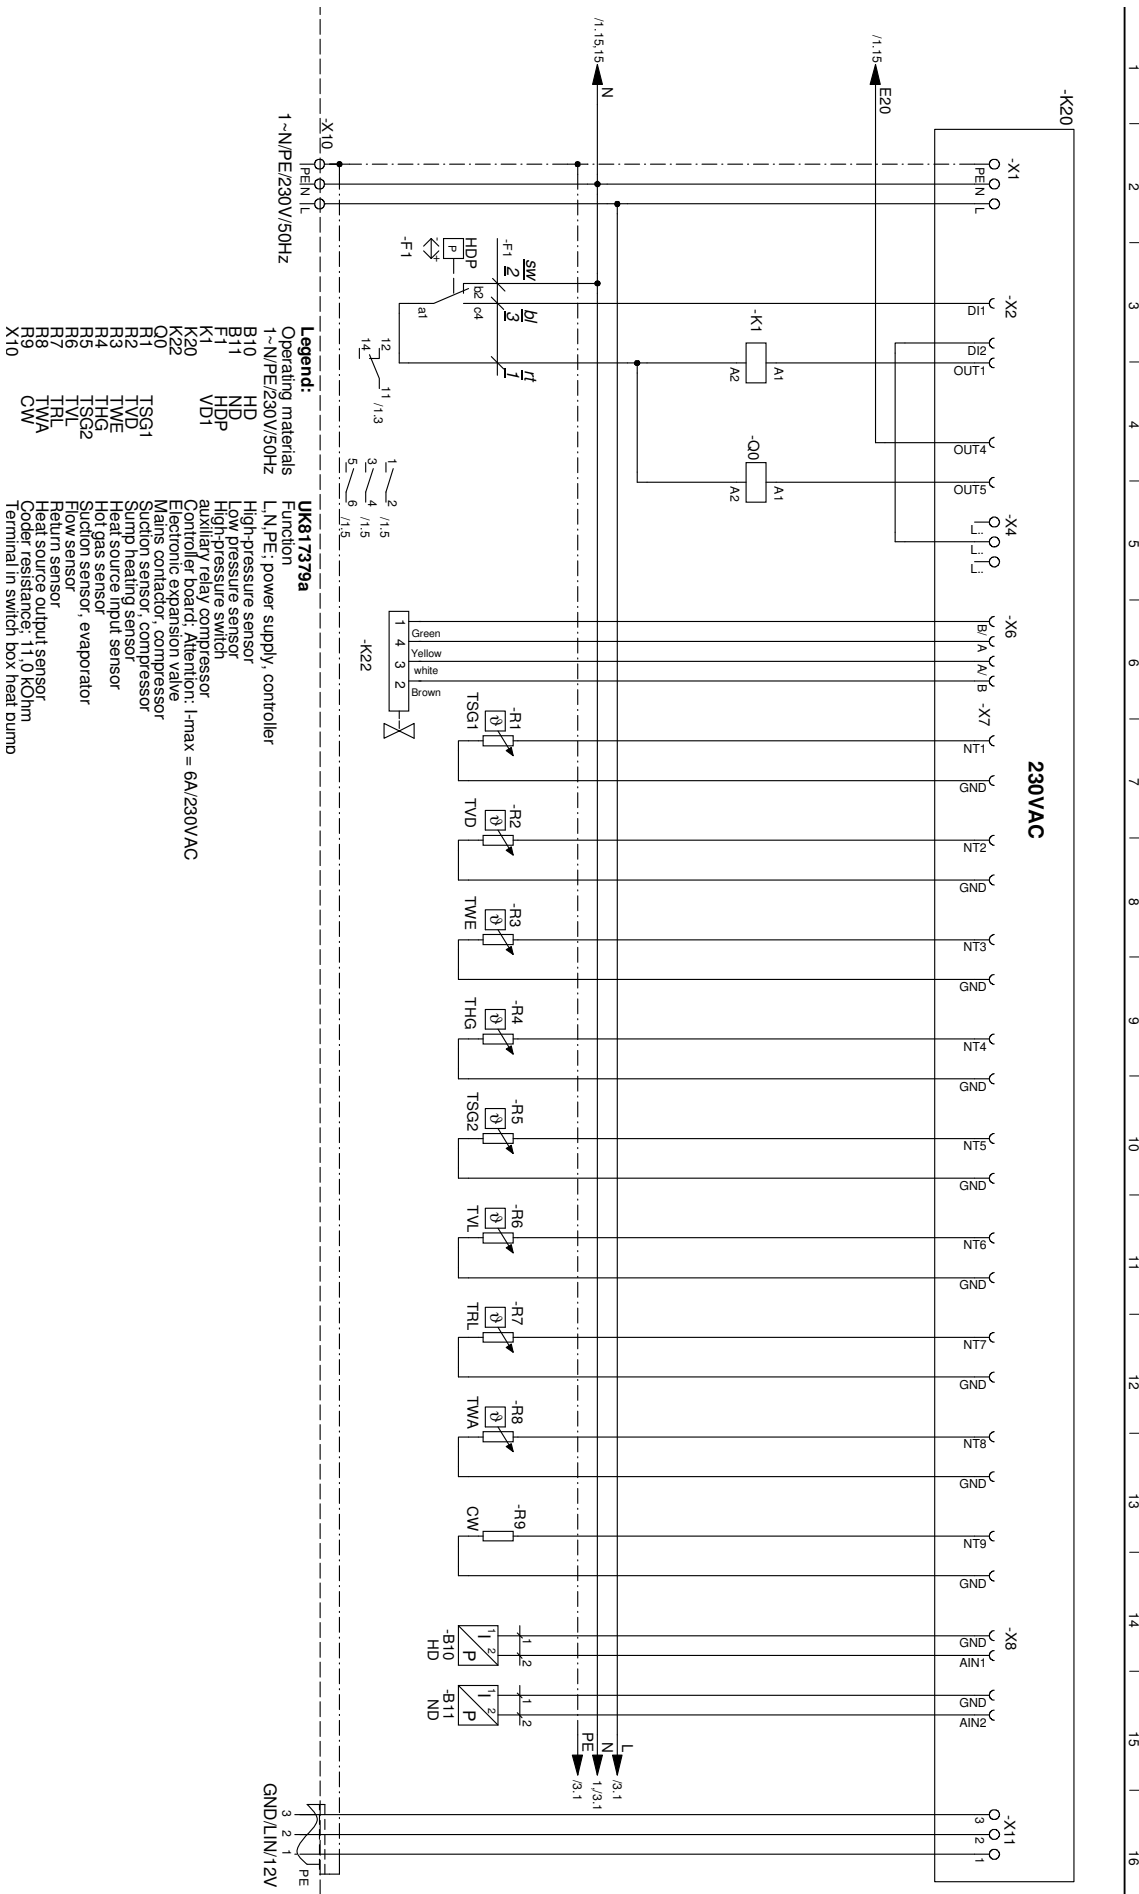 1 2 3 4 5 6 7 8 9 10 11 12 13 14 15 16
-K20
230VAC
-X1
PE N L
-X2
DI1
DI2
OUT1
OUT4
OUT5
-X4
L.. L.. L..
-X6
B/ A A/ B
-X7
NT1 GND NT2 GND NT3 GND NT4 GND NT5 GND NT6 GND NT7 GND NT8 GND NT9 GND
-X8
GND AIN1 GND AIN2
-X11
3 2 1
/1.15
E20
-K1
A1
A2
-Q0
A1
A2
/1.15,15
N
L /3.1
N 1,/3.1
PE /3.1
-F1
sw 2
bl 3
rt 1
HDP
P
-F1
b2 c4
a1
12
14
11
/1.3
1 2 /1.5
3 4 /1.5
5 6 /1.5
1 4 3 2
Green
Yellow
white
Brown
-K22
-R1 ϑ TSG1
-R2 ϑ TVD
-R3 ϑ TWE
-R4 ϑ THG
-R5 ϑ TSG2
-R6 ϑ TVL
-R7 ϑ TRL
-R8 ϑ TWA
-R9 CW
1 2
1 I 2 P
-B10
HD
1 2
1 I 2 P
-B11
ND
-X10
PE N L
1~N/PE/230V/50Hz
3 2 1 PE
GND/LIN/12V
Legend: UK817379a
Operating materials Function
1~N/PE/230V/50Hz L,N,PE; power supply, controller
B10 HD High-pressure sensor
B11 ND Low pressure sensor
F1 HDP High-pressure switch
K1 VD1 auxiliary relay compressor
K20 Controller board; Attention: I-max = 6A/230VAC
K22 Electronic expansion valve
Q0 Mains contactor, compressor
R1 TSG1 Suction sensor, compressor
R2 TVD Sump heating sensor
R3 TWE Heat source input sensor
R4 THG Hot gas sensor
R5 TSG2 Suction sensor, evaporator
R6 TVL Flow sensor
R7 TRL Return sensor
R8 TWA Heat source output sensor
R9 CW Coder resistance; 11,0 kOhm
X10 Terminal in switch box heat pump